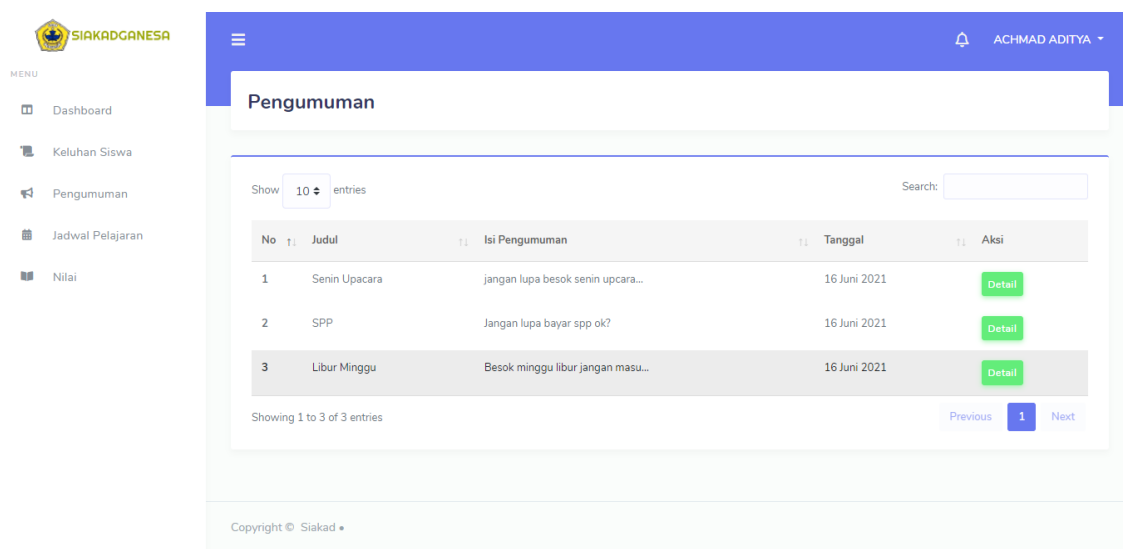 SIAKADGANESA
ACHMAD ADITYA
MENU
Dashboard
Keluhan Siswa
Pengumuman
Jadwal Pelajaran
Nilai
Pengumuman
Show 10 entries
Search:
No Judul Isi Pengumuman Tanggal Aksi
1 Senin Upacara jangan lupa besok senin upcara... 16 Juni 2021 Detail
2 SPP Jangan lupa bayar spp ok? 16 Juni 2021 Detail
3 Libur Minggu Besok minggu libur jangan masu... 16 Juni 2021 Detail
Showing 1 to 3 of 3 entries
Previous 1 Next
Copyright © Siakad •